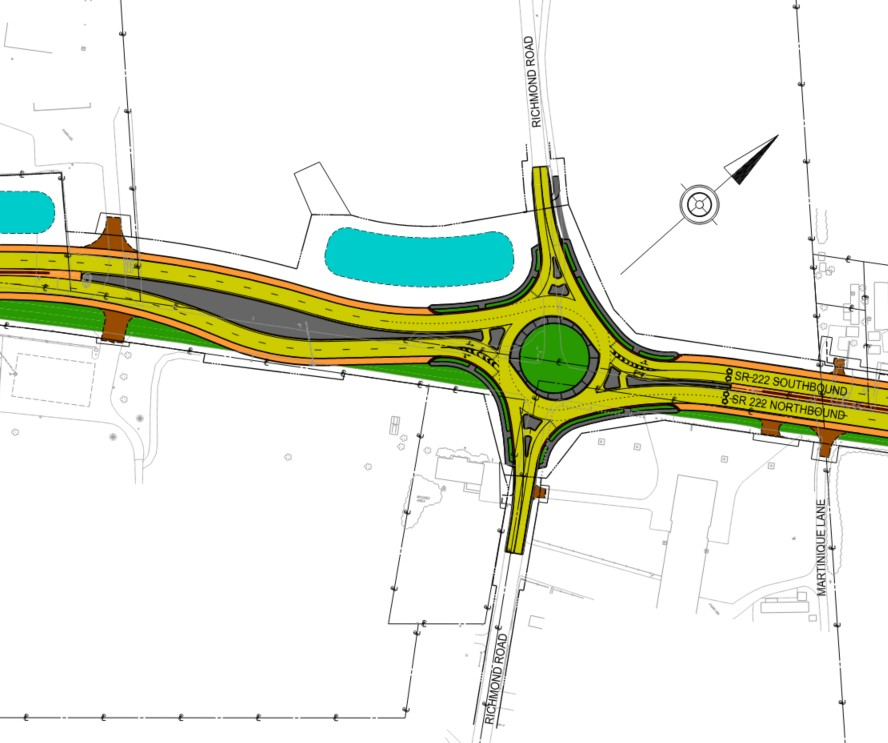 RICHMOND ROAD
SR 222 SOUTHBOUND
SR 222 NORTHBOUND
MARTINIQUE LANE
RICHMOND ROAD